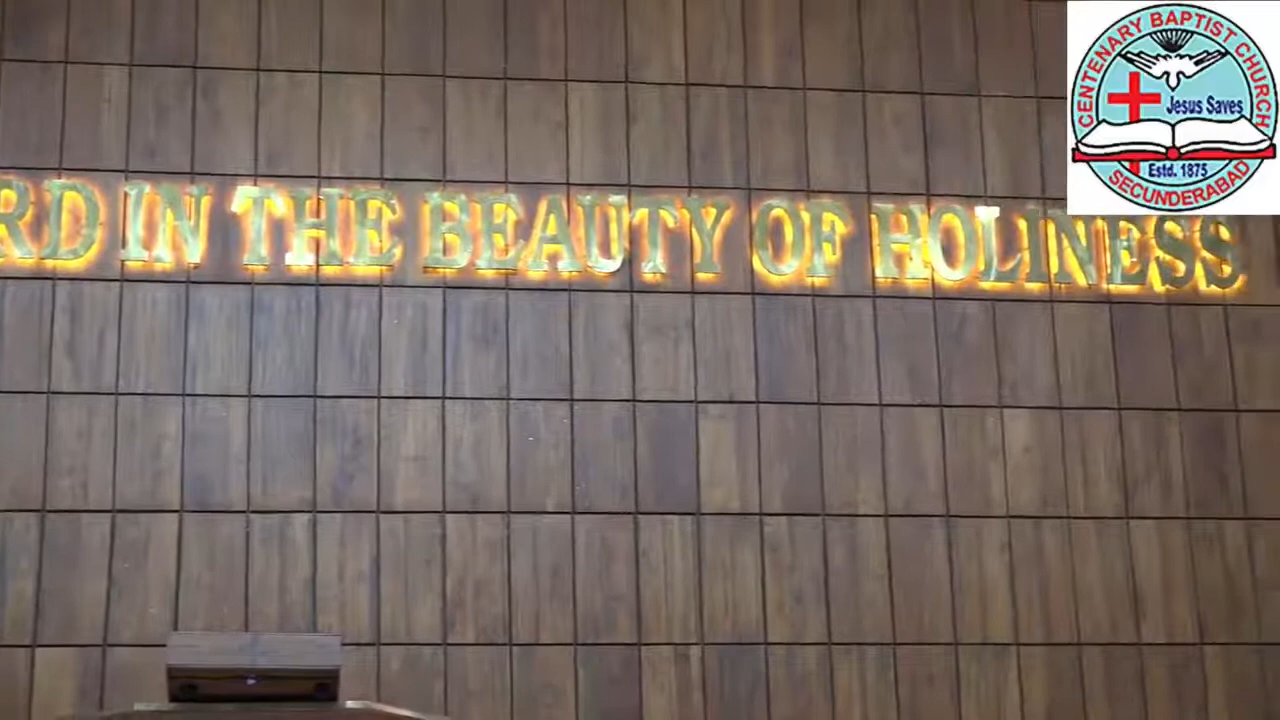 RD IN THE BEAUTY OF HOLINESS
CENTENARY BAPTIST CHURCH
Jesus Saves
Estd. 1875
SECUNDERABAD